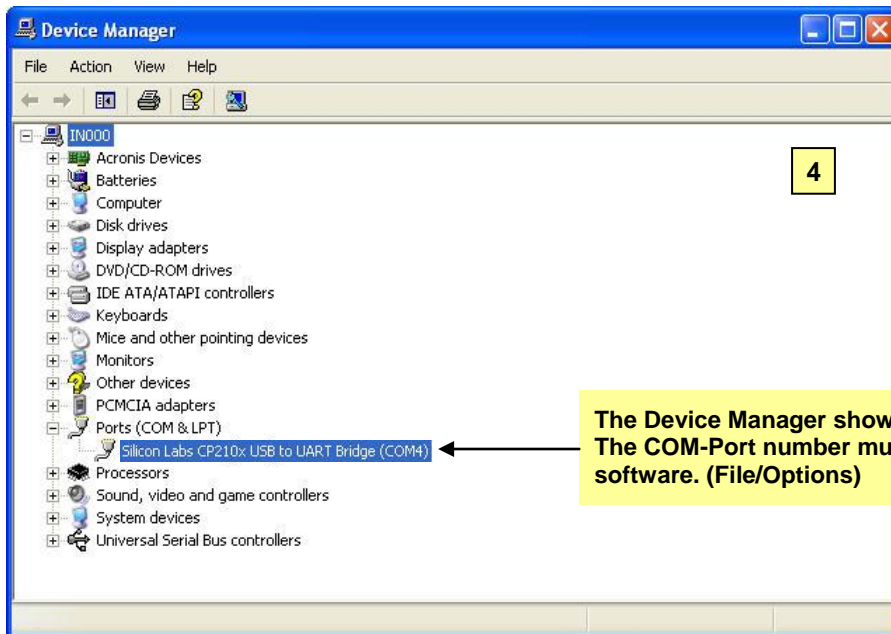 Device Manager
File Action View Help
IN000
Acronis Devices
Batteries
Computer
Disk drives
Display adapters
DVD/CD-ROM drives
IDE ATA/ATAPI controllers
Keyboards
Mice and other pointing devices
Monitors
Other devices
PCMCIA adapters
Ports (COM & LPT)
Silicon Labs CP210x USB to UART Bridge (COM4)
Processors
Sound, video and game controllers
System devices
Universal Serial Bus controllers
4
The Device Manager show
The COM-Port number mu
software. (File/Options)